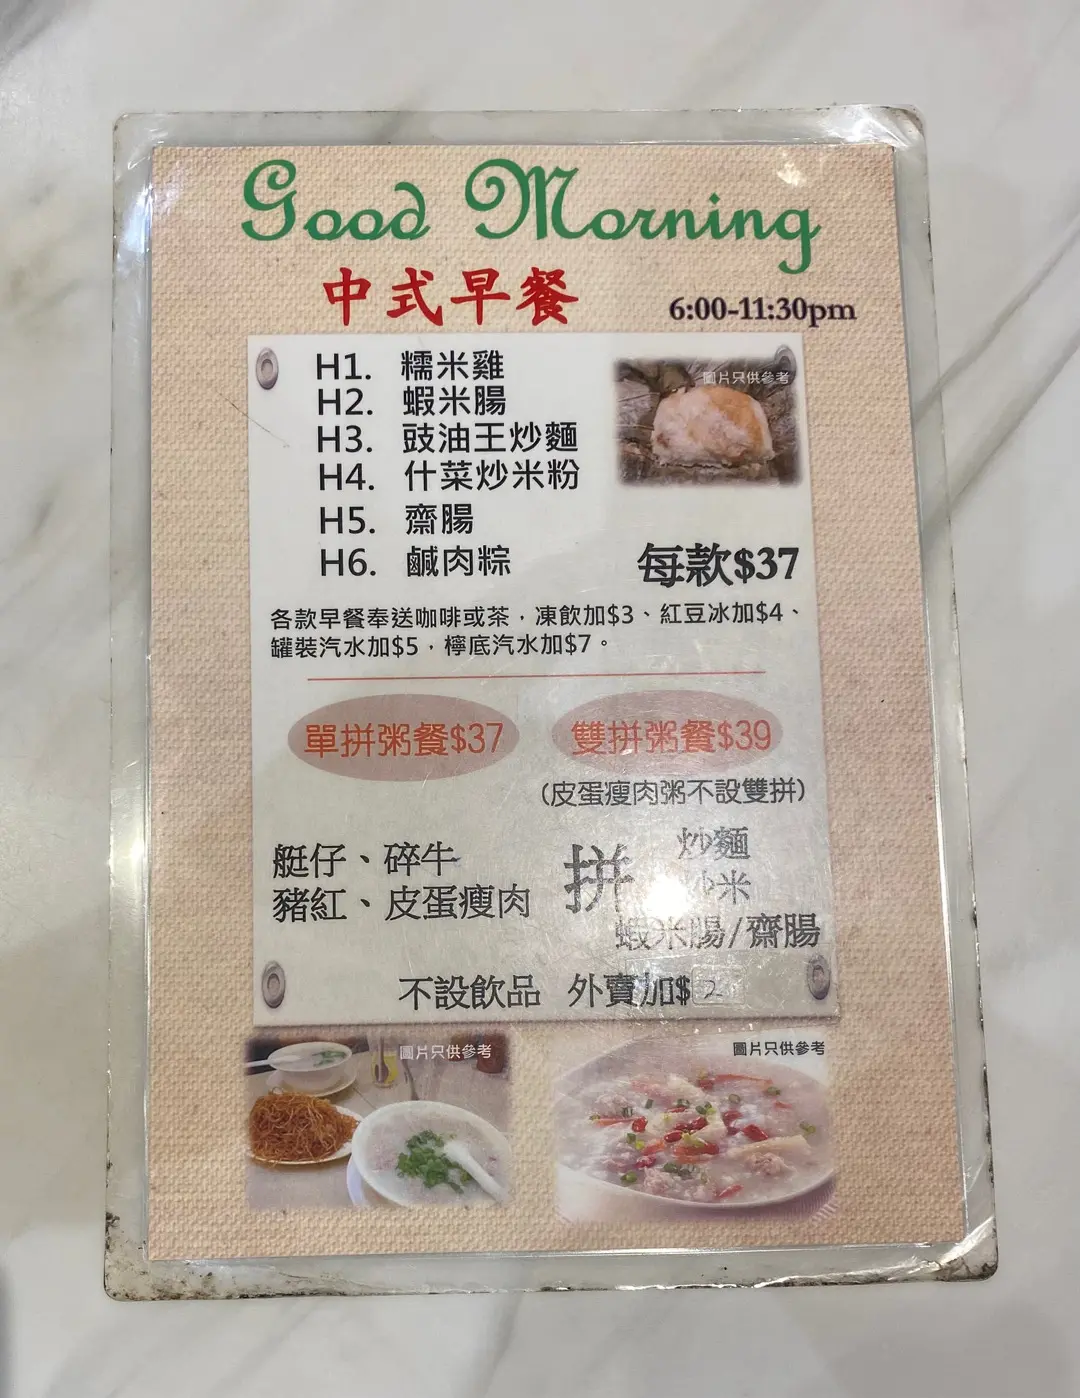 Good Morning
中式早餐 6:00-11:30pm
H1. 糯米雞
圖片只供參考
H2. 蝦米腸
H3. 豉油王炒麵
H4. 什菜炒米粉
H5. 齋腸
H6. 鹹肉粽
每款$37
各款早餐奉送咖啡或茶，凍飲加$3、紅豆冰加$4、
罐裝汽水加$5，檸底汽水加$7。
單拼粥餐$37 雙拼粥餐$39
(皮蛋瘦肉粥不設雙拼)
艇仔、碎牛
豬紅、皮蛋瘦肉
拼
炒麵
炒米
蝦米腸/齋腸
不設飲品 外賣加$2
圖片只供參考
圖片只供參考